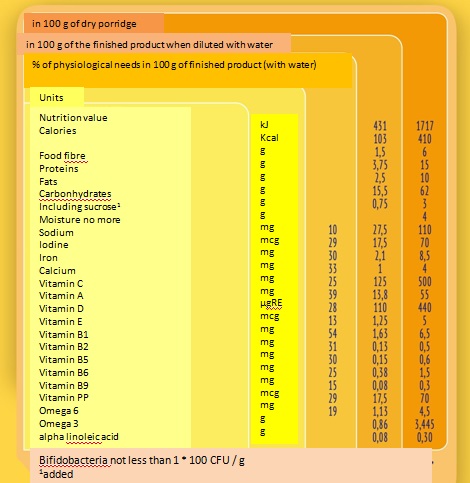 in 100 g of dry porridge
in 100 g of the finished product when diluted with water
% of physiological needs in 100 g of finished product (with water)
Units
Nutrition value
Calories
Food fibre
Proteins
Fats
Carbondrates
Including sucrose¹
Moisture no more
Sodium
Iodine
Iron
Calcium
Vitamin C
Vitamin A
Vitamin D
Vitamin E
Vitamin B1
Vitamin B2
Vitamin B5
Vitamin B6
Vitamin B9
Vitamin PP
Omega 6
Omega 3
alpha linoleic acid
kJ
Kcal
g
g
g
g
g
g
mg
mcg
mg
mg
mg
mg
µgRE
mcg
mg
mg
mg
mg
mg
mcg
mg
g
g
10
29
30
33
25
39
28
13
54
31
30
25
15
29
19
431
103
1,5
3,75
2,5
15,5
0,75
27,5
17,5
2,1
1
125
13,8
110
1,25
1,63
0,13
0,15
0,38
0,08
17,5
1,13
0,86
0,08
1717
410
6
15
10
62
3
4
110
70
8,5
4
500
55
440
5
6,5
0,5
0,6
1,5
0,3
70
4,5
3,445
0,30
Bifidobacteria not less than 1 * 100 CFU / g
¹added